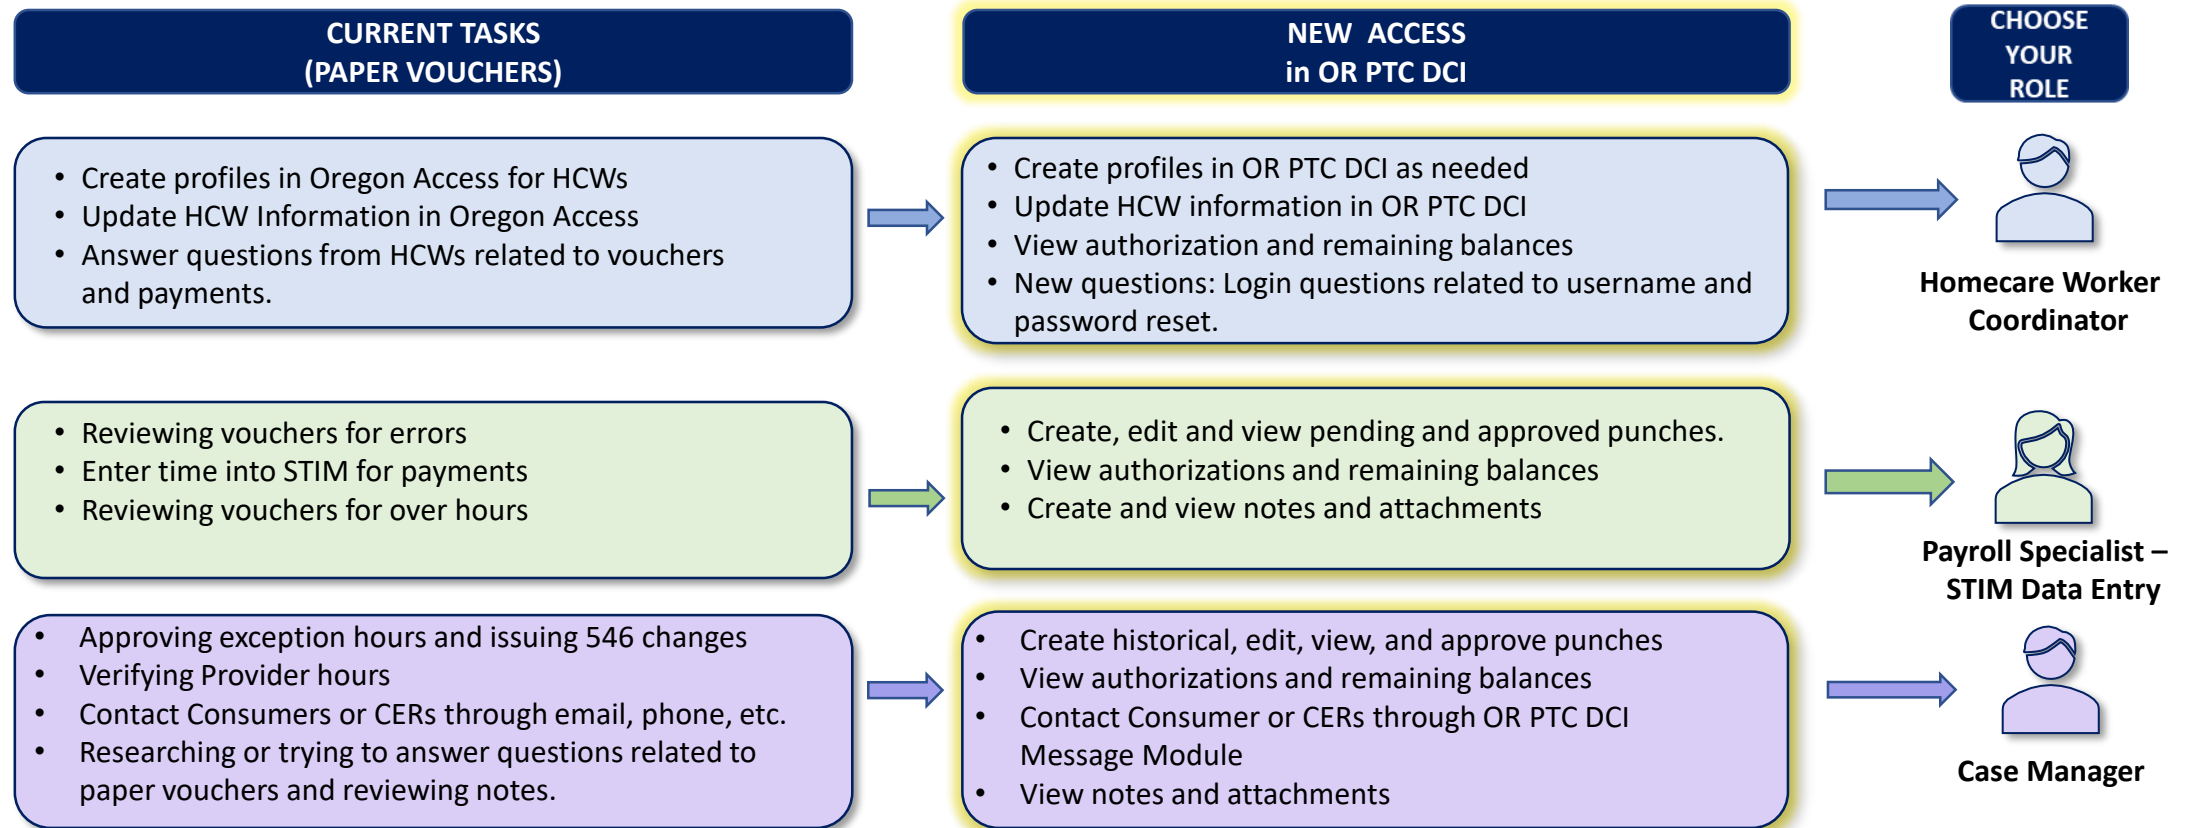 CURRENT TASKS
(PAPER VOUCHERS)
NEW ACCESS
in OR PTC DCI
CHOOSE
YOUR
ROLE
• Create profiles in Oregon Access for HCWs
• Update HCW Information in Oregon Access
• Answer questions from HCWs related to vouchers
and payments.
• Create profiles in OR PTC DCI as needed
• Update HCW information in OR PTC DCI
• View authorization and remaining balances
• New questions: Login questions related to username and
password reset.
Homecare Worker
Coordinator
• Reviewing vouchers for errors
• Enter time into STIM for payments
• Reviewing vouchers for over hours
• Create, edit and view pending and approved punches.
• View authorizations and remaining balances
• Create and view notes and attachments
Payroll Specialist –
STIM Data Entry
• Approving exception hours and issuing 546 changes
• Verifying Provider hours
• Contact Consumers or CERs through email, phone, etc.
• Researching or trying to answer questions related to
paper vouchers and reviewing notes.
• Create historical, edit, view, and approve punches
• View authorizations and remaining balances
• Contact Consumer or CERs through OR PTC DCI
Message Module
• View notes and attachments
Case Manager